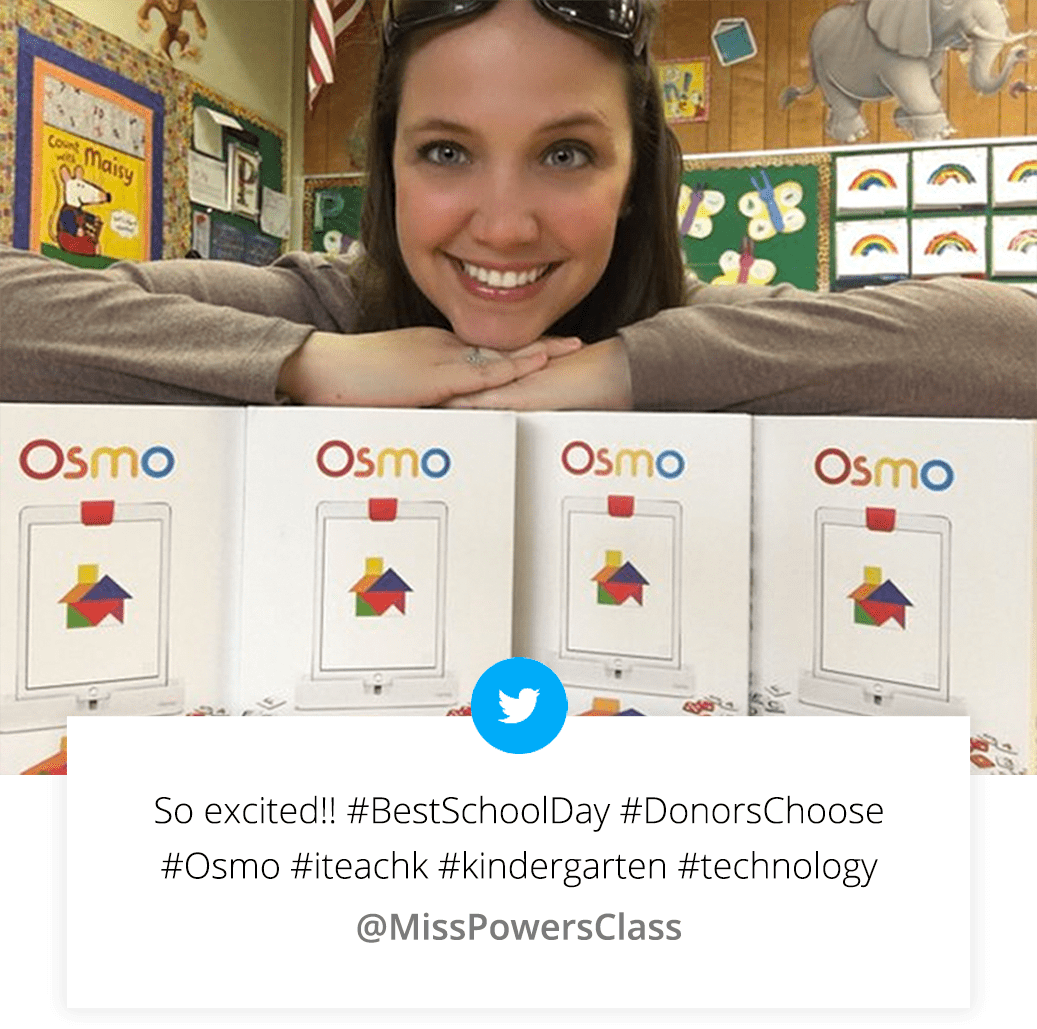 Count
with
Maisy
P
P
Osmo Osmo Osmo Osmo
So excited!! #BestSchoolDay #DonorsChoose
#Osmo #iteachk #kindergarten #technology
@MissPowersClass